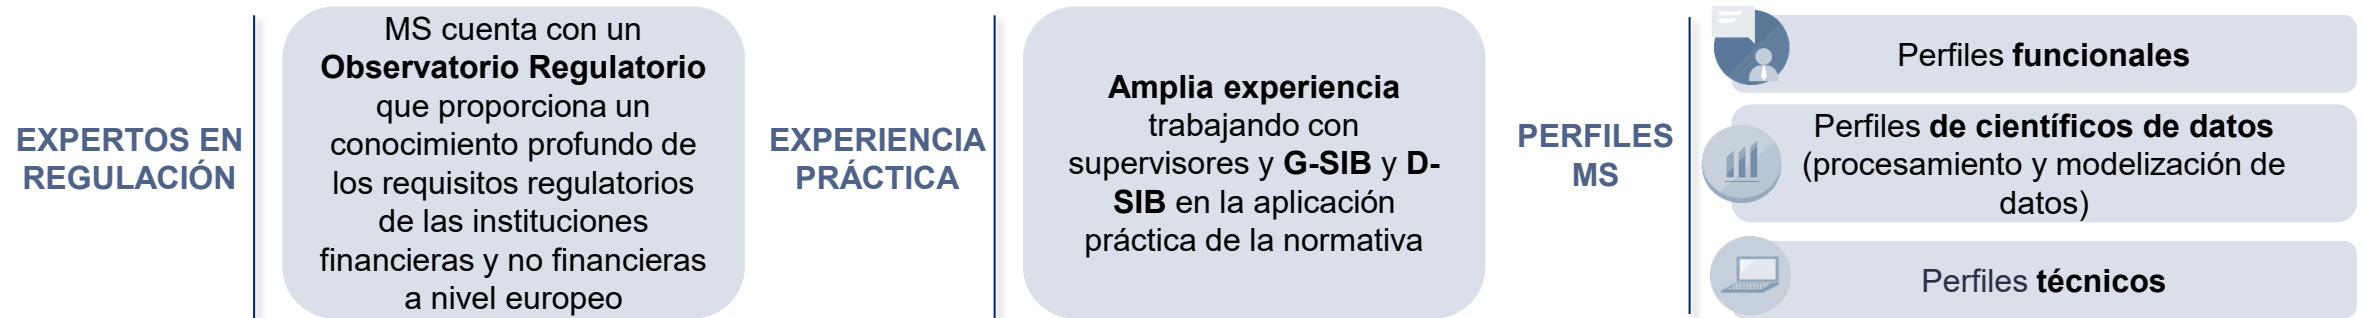 EXPERTOS EN
REGULACIÓN
MS cuenta con un
Observatorio Regulatorio
que proporciona un
conocimiento profundo de
los requisitos regulatorios
de las instituciones
financieras y no financieras
a nivel europeo
EXPERIENCIA
PRÁCTICA
Amplia experiencia
trabajando con
supervisores y G-SIB y D-
SIB en la aplicación
práctica de la normativa
PERFILES
MS
Perfiles funcionales
Perfiles de científicos de datos
(procesamiento y modelización de
datos)
Perfiles técnicos